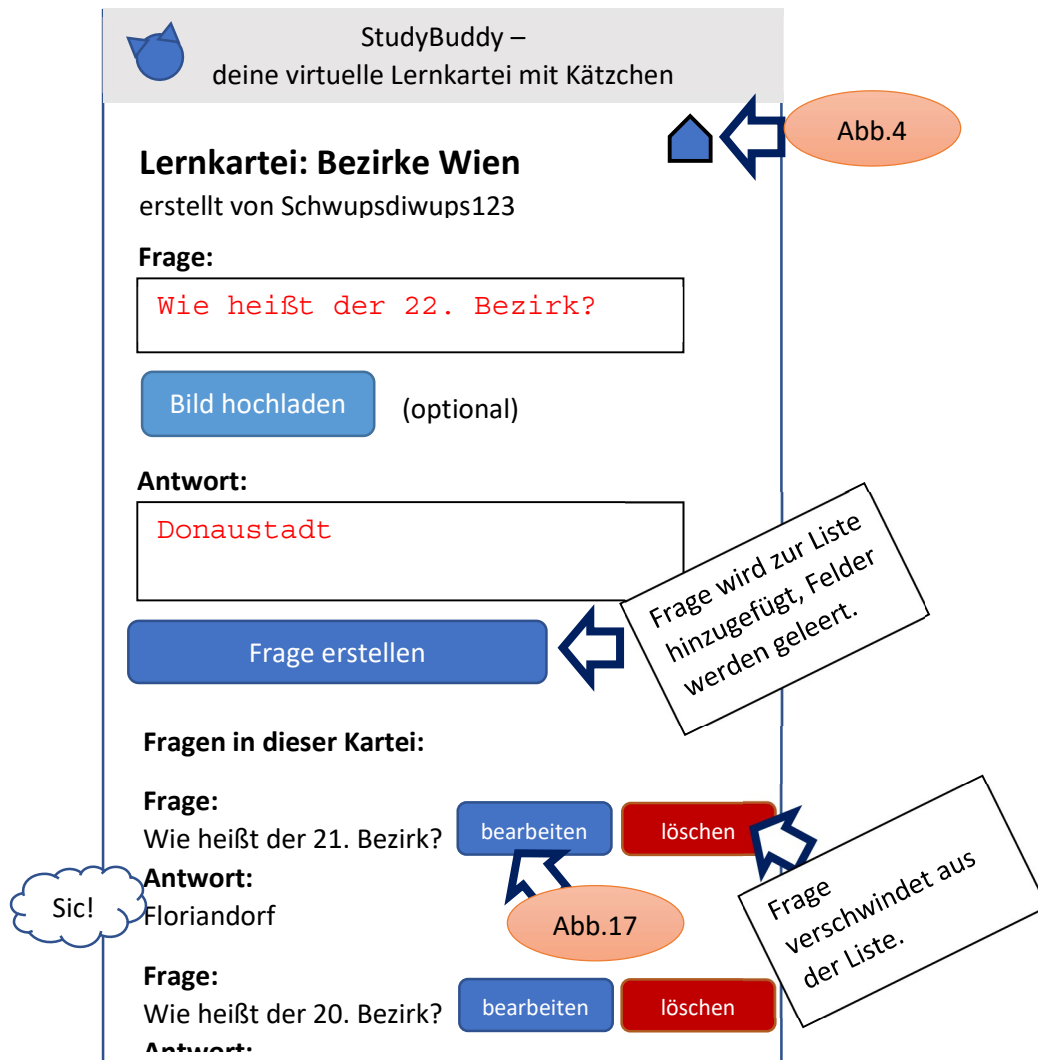 StudyBuddy –
deine virtuelle Lernkartei mit Kätzchen
Abb.4
Lernkartei: Bezirke Wien
erstellt von Schwupsdiwups123
Frage:
Wie heißt der 22. Bezirk?
Bild hochladen
(optional)
Antwort:
Donaustadt
Frage wird zur Liste
hinzugefügt, Felder
werden geleert.
Frage erstellen
Fragen in dieser Kartei:
Frage:
Wie heißt der 21. Bezirk?
bearbeiten
löschen
Antwort:
Sic!
Floriandorf
Abb.17
Frage
verschwindet aus
der Liste.
Frage:
Wie heißt der 20. Bezirk?
bearbeiten
löschen
Antwort: